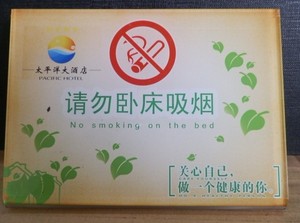 太平洋大酒店
PACIFIC HOTEL
请勿卧床吸烟
No smoking on the bed
关心自己，
做一个健康的你